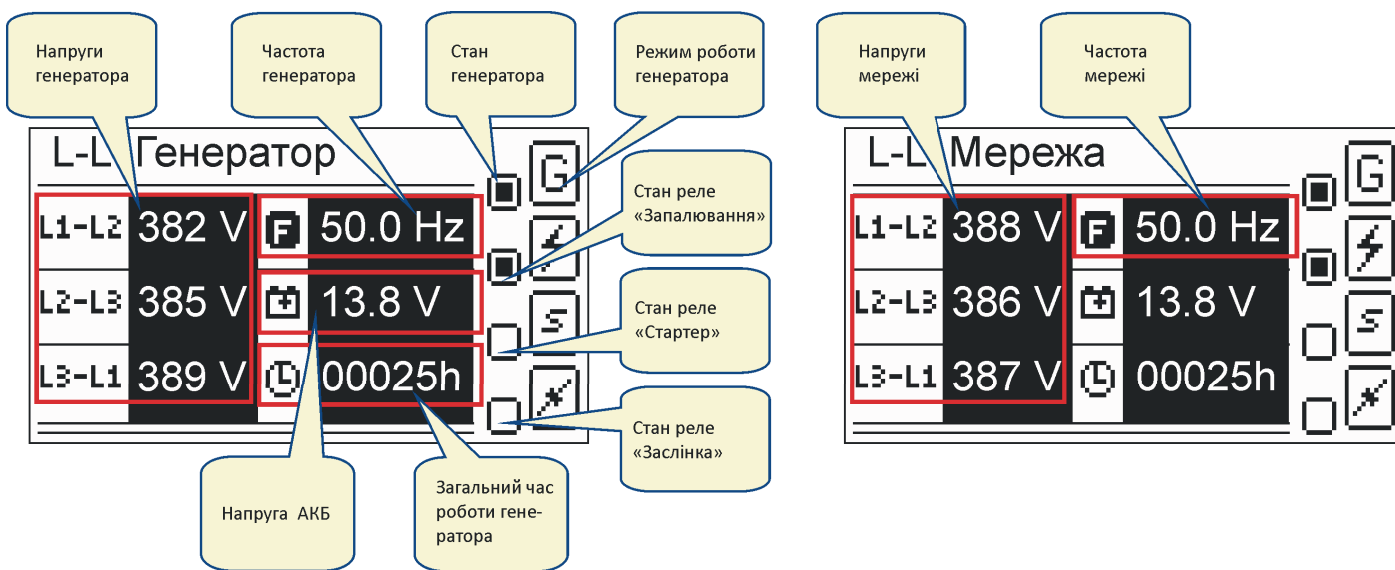 Напруги
генератора
Частота
генератора
Стан
генератора
Режим роботи
генератора
Напруги
мережі
Частота
мережі
L-L Генератор
G
L1-L2 382 V F 50.0 Hz
L2-L3 385 V 13.8 V
S
L3-L1 389 V 00025h
Стан реле
«Запалювання»
Стан реле
«Стартер»
Стан реле
«Заслінка»
Напруга АКБ
Загальний час
роботи гене-
ратора
L-L Мережа
G
L1-L2 388 V F 50.0 Hz
L2-L3 386 V 13.8 V
S
L3-L1 387 V 00025h